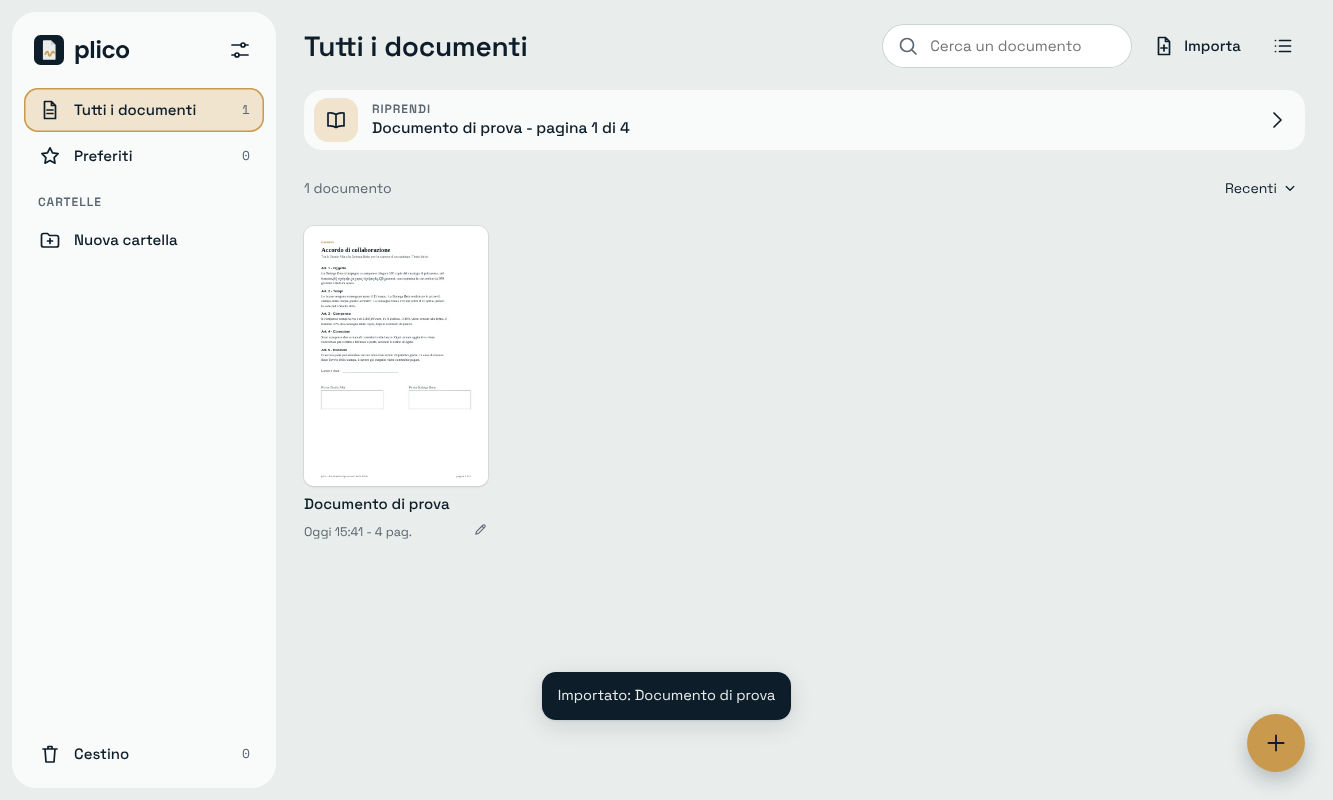 plico
Tutti i documenti
1
Preferiti
0
CARTELLE
Nuova cartella
Cestino
0
Tutti i documenti
Cerca un documento
Importa
RIPRENDI
Documento di prova - pagina 1 di 4
1 documento
Recenti
Accordo di collaborazione
Documento di prova
Oggi 15:41 - 4 pag.
Importato: Documento di prova